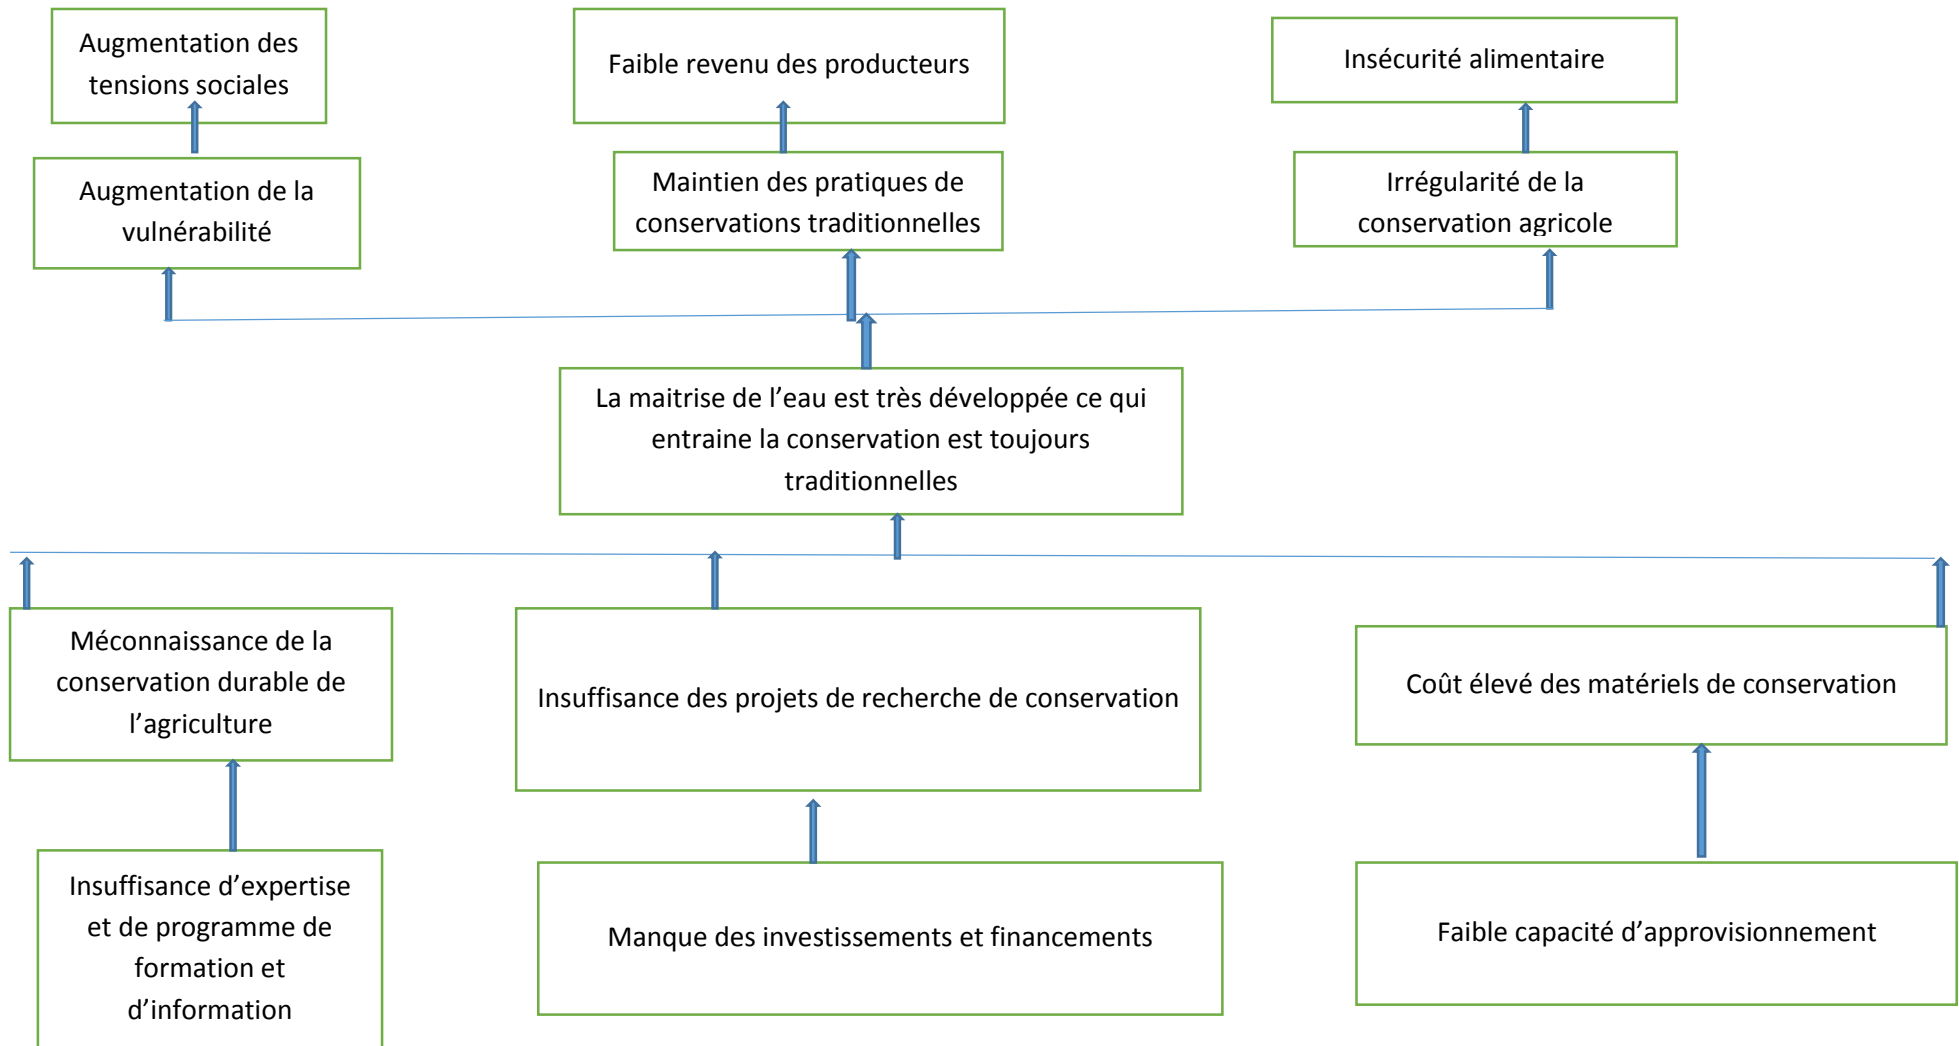 Augmentation des
tensions sociales
Faible revenu des producteurs
Insécurité alimentaire
Augmentation de la
vulnérabilité
Maintien des pratiques de
conservations traditionnelles
Irrégularité de la
conservation agricole
La maitrise de l’eau est très développée ce qui
entraine la conservation est toujours
traditionnelles
Méconnaissance de la
conservation durable de
l’agriculture
Insuffisance des projets de recherche de conservation
Coût élevé des matériels de conservation
Insuffisance d’expertise
et de programme de
formation et
d’information
Manque des investissements et financements
Faible capacité d’approvisionnement